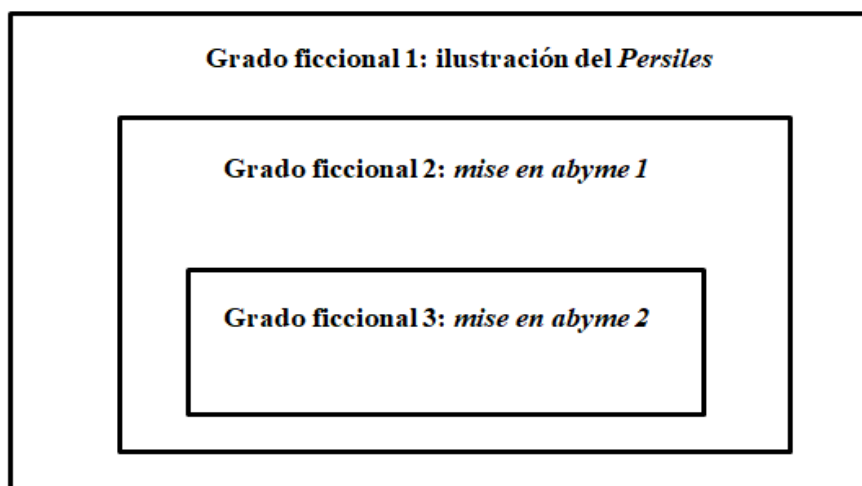 Grado ficcional 1: ilustración del Persiles
Grado ficcional 2: mise en abyme 1
Grado ficcional 3: mise en abyme 2